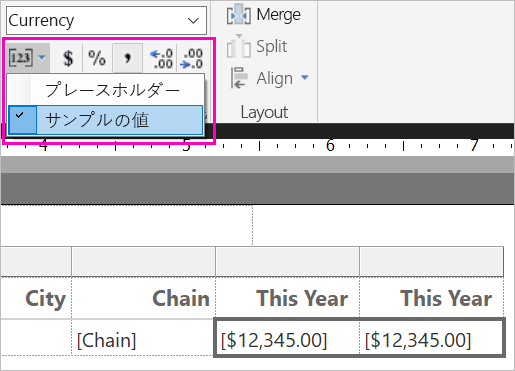 Currency
Merge
[123] $ % , ←.0 .00 .00 →.0
Split
プレースホルダー
Align
サンプルの値
Layout
4 5 6 7
City Chain This Year This Year
[Chain] [$12,345.00] [$12,345.00]